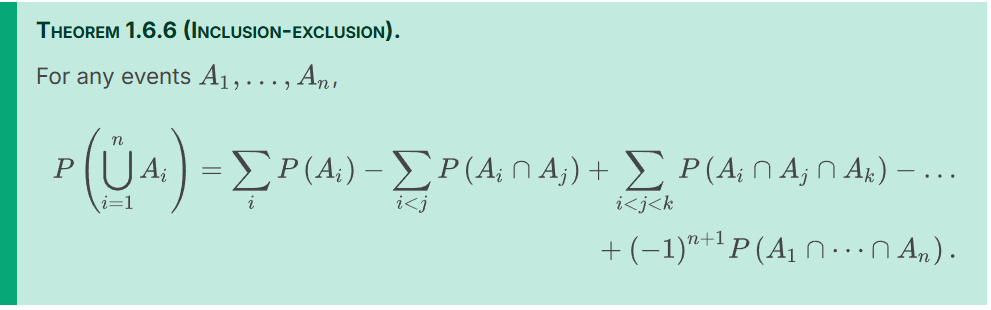 THEOREM 1.6.6 (INCLUSION-EXCLUSION).
For any events $A_1, \ldots, A_n$,
$P\left(\bigcup_{i=1}^{n} A_i\right) = \sum_{i} P(A_i) - \sum_{i<j} P(A_i \cap A_j) + \sum_{i<j<k} P(A_i \cap A_j \cap A_k) - \ldots$
$+ (-1)^{n+1} P(A_1 \cap \cdots \cap A_n).$